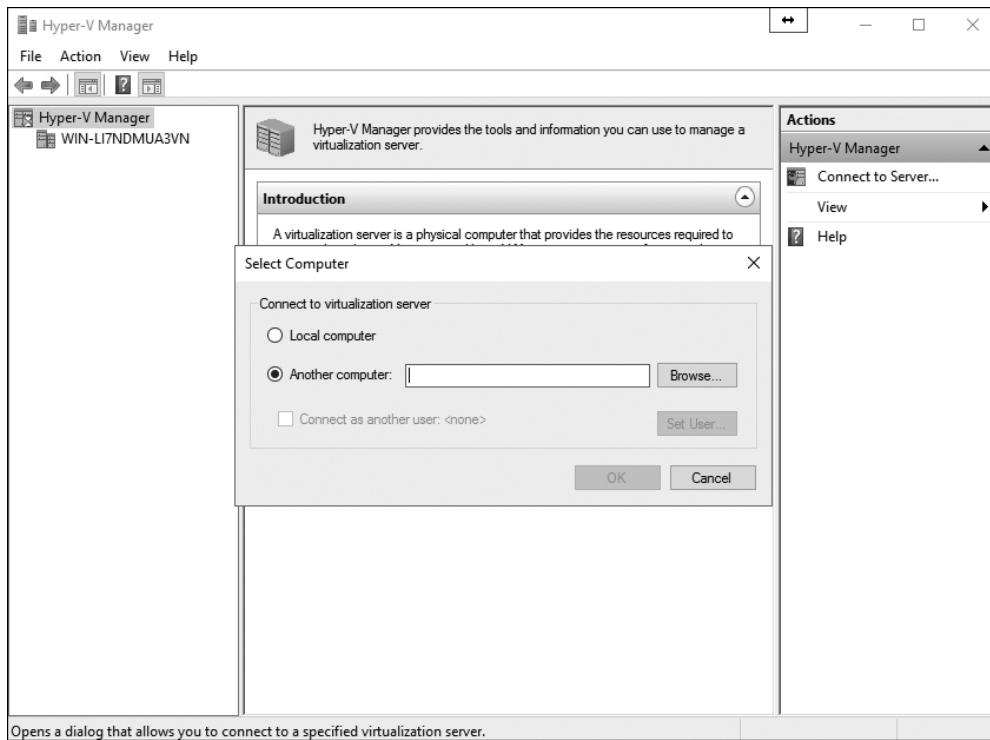 Hyper-V Manager
File Action View Help
Hyper-V Manager
WIN-LI7NDMUA3VN
Hyper-V Manager provides the tools and information you can use to manage a
virtualization server.
Introduction
A virtualization server is a physical computer that provides the resources required to
Select Computer
Connect to virtualization server
Local computer
Another computer:
Browse...
Connect as another user: <none>
Set User...
OK
Cancel
Actions
Hyper-V Manager
Connect to Server...
View
Help
Opens a dialog that allows you to connect to a specified virtualization server.